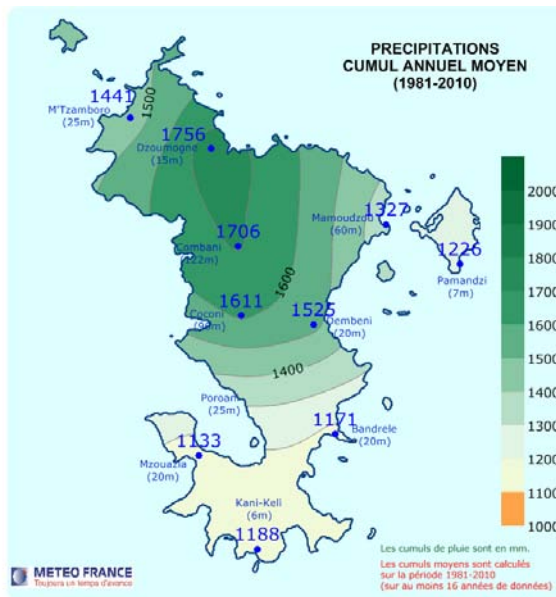 PRECIPITATIONS
CUMUL ANNUEL MOYEN
(1981-2010)
1441
M'Tzamboro
(25m)
1500
1756
Dzoumogne
(15m)
1327
Mamoudzou
(60m)
1226
Pamandzi
(7m)
1706
Combani
(122m)
1600
1611
Coconi
1525
Dembeni
(20m)
1400
Poroani
(25m)
1171
Bandrele
(20m)
1133
Mzouazia
(20m)
Kani-Keli
(6m)
1188
2000
1900
1800
1700
1600
1500
1400
1300
1200
1100
1000
Les cumuls de pluie sont en mm.
Les cumuls moyens sont calculés
sur la période 1981-2010
(sur au moins 16 années de données)
METEO FRANCE
Toujours un temps d'avance